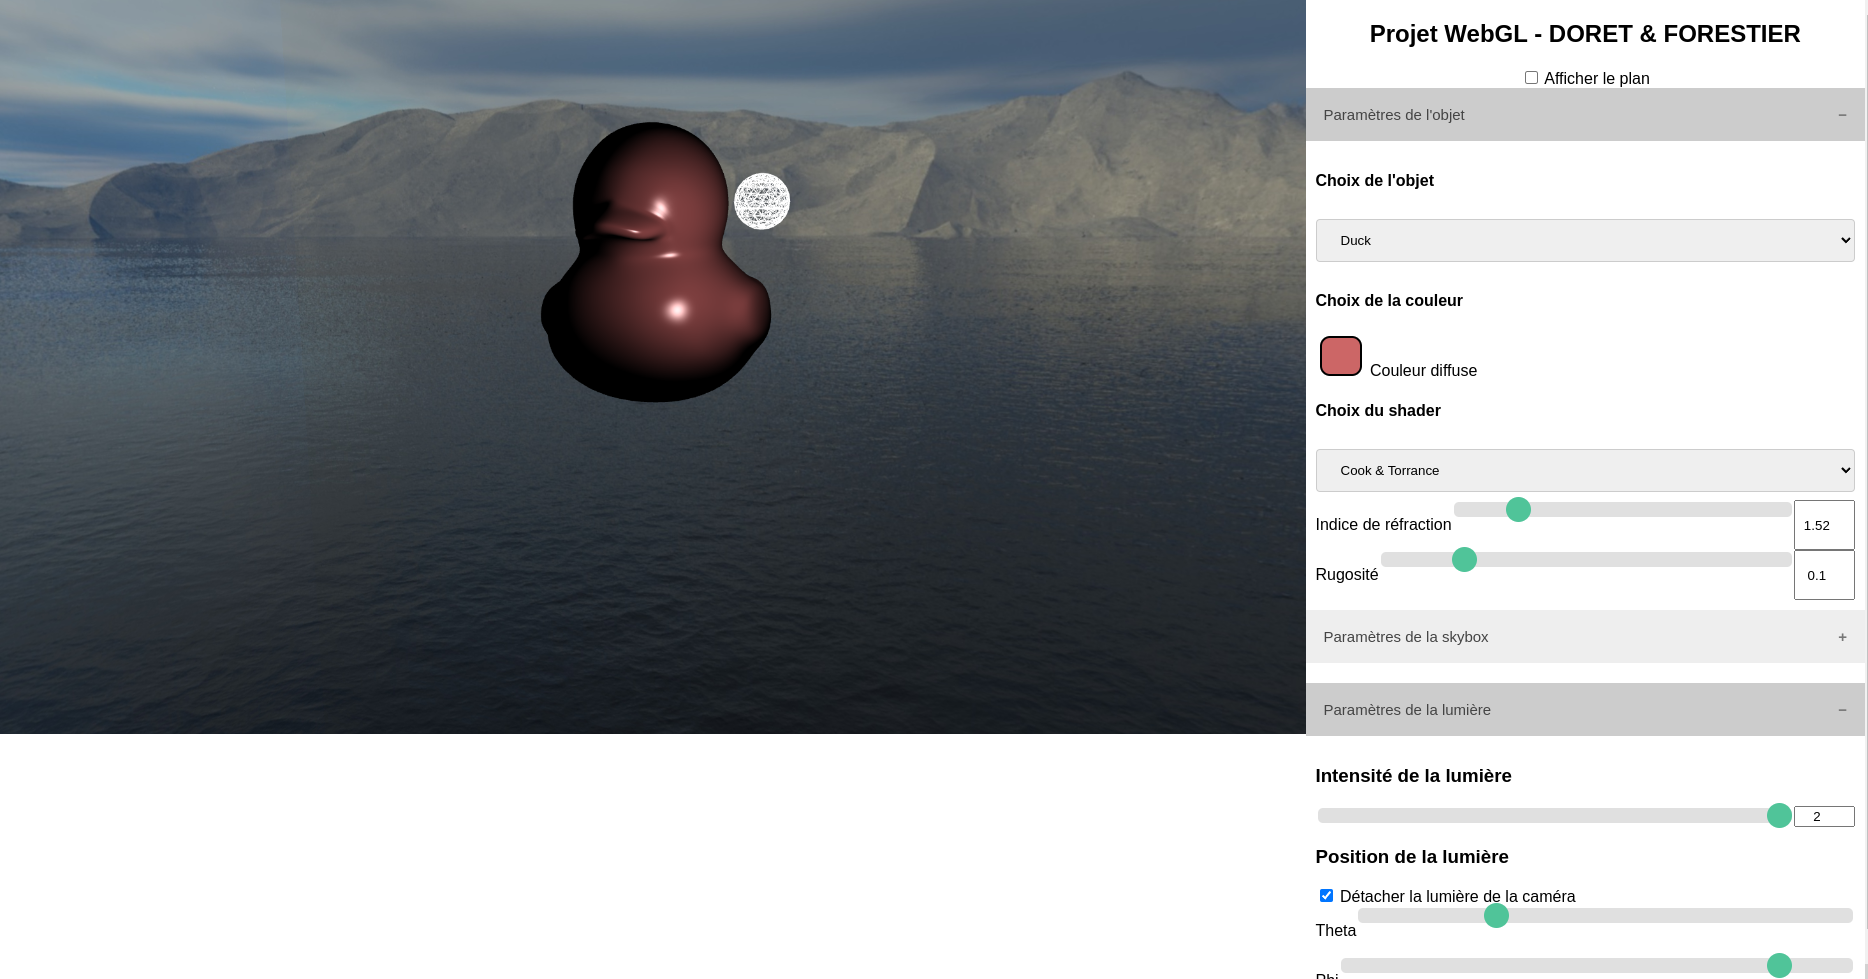 Projet WebGL - DORET & FORESTIER
Afficher le plan
Paramètres de l'objet
−
Choix de l'objet
Duck
Choix de la couleur
Couleur diffuse
Choix du shader
Cook & Torrance
Indice de réfraction
1.52
Rugosité
0.1
Paramètres de la skybox
+
Paramètres de la lumière
−
Intensité de la lumière
2
Position de la lumière
Détacher la lumière de la caméra
Theta
Phi